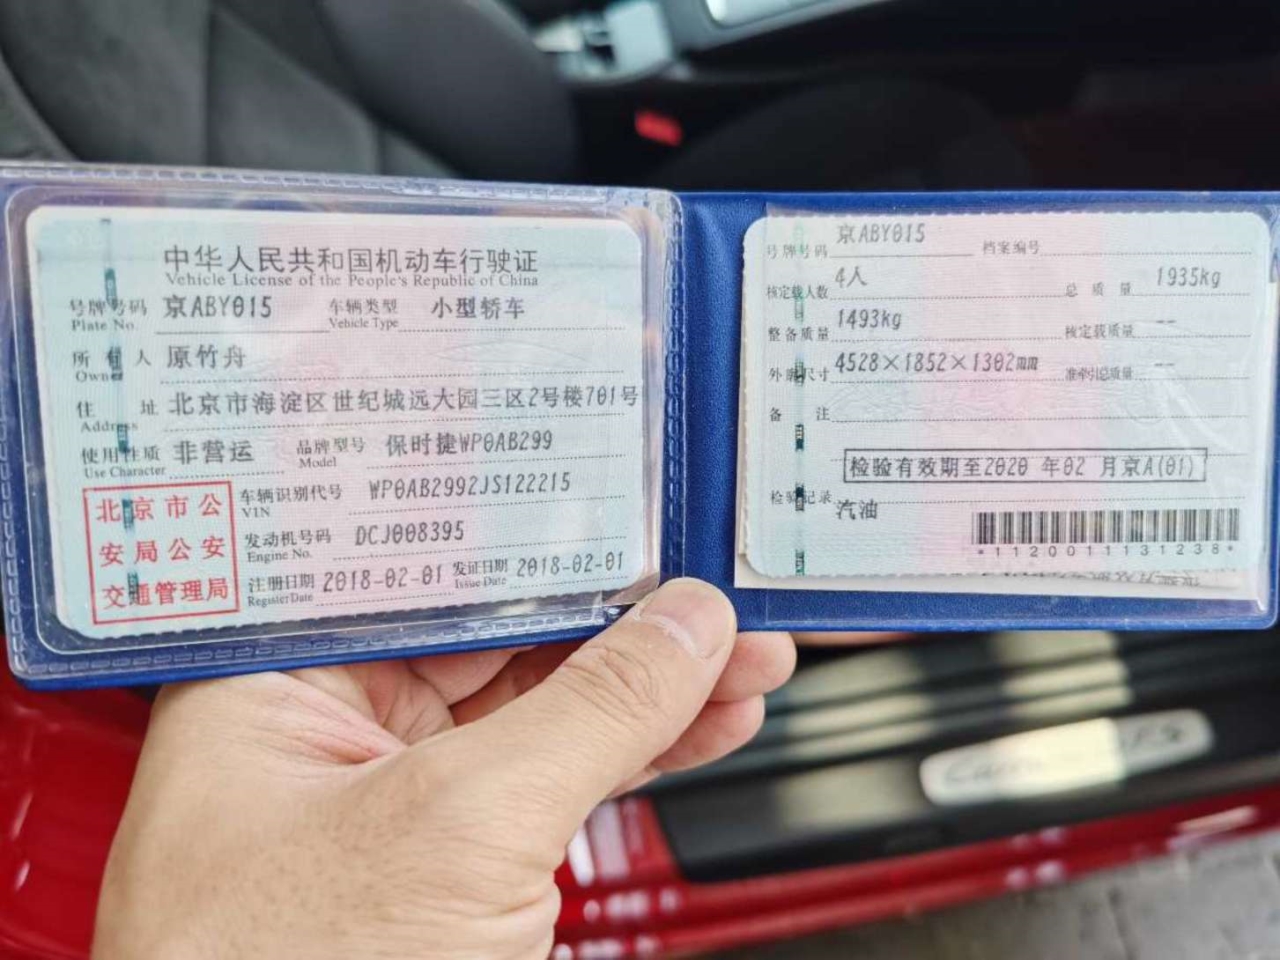 中华人民共和国机动车行驶证
Vehicle License of the People's Republic of China
号牌号码 京ABY015 车辆类型 小型轿车
Plate No. Vehicle Type
所有人 原竹舟
Owner
住址 北京市海淀区世纪城远大园三区2号楼701号
Address
使用性质 非营运 品牌型号 保时捷WP0AB299
Use Character Model
北京市公安局公安交通管理局
车辆识别代号 WP0AB2992JS122215
VIN
发动机号码 DCJ008395
Engine No.
注册日期 2018-02-01 发证日期 2018-02-01
Register Date Issue Date
号牌号码 京ABY015 档案编号
核定载人数 4人 总质量 1935kg
整备质量 1493kg 核定载质量 --
外廓尺寸 4528×1852×1302mm 准牵引总质量 --
备注
检验有效期至2020 年02 月京A(01)
检验记录
汽油
*1120011131238*